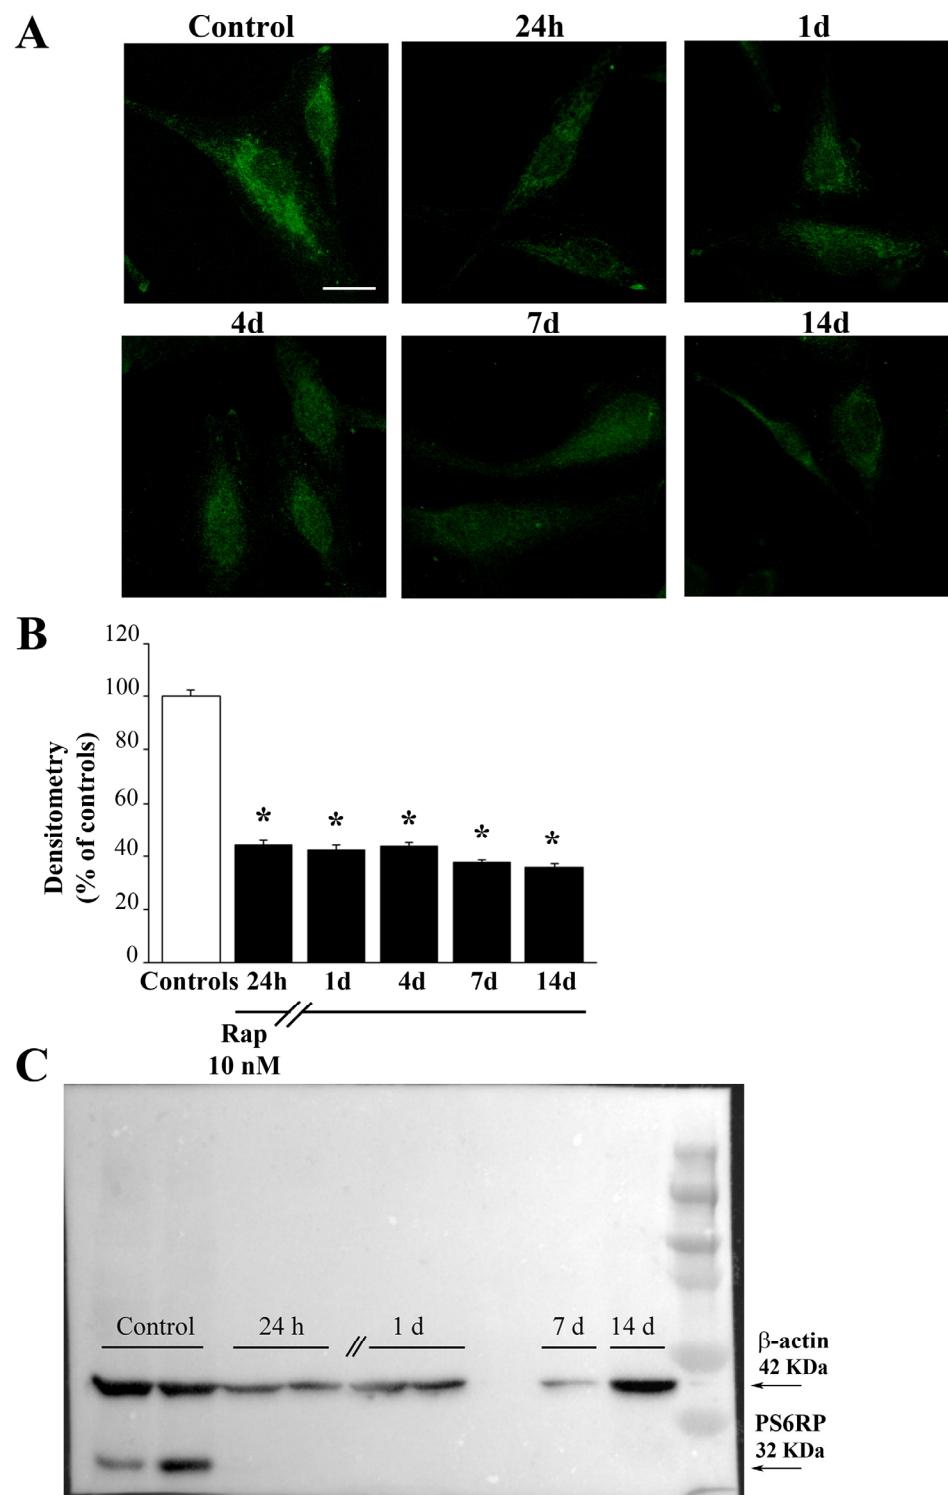 A
Control 24h 1d
4d 7d 14d
B
120
100
80
60
40
20
0
Densitometry
(% of controls)
* * * * *
Controls 24h 1d 4d 7d 14d
Rap
10 nM
C
Control 24 h // 1 d 7 d 14 d
β-actin
42 KDa
PS6RP
32 KDa